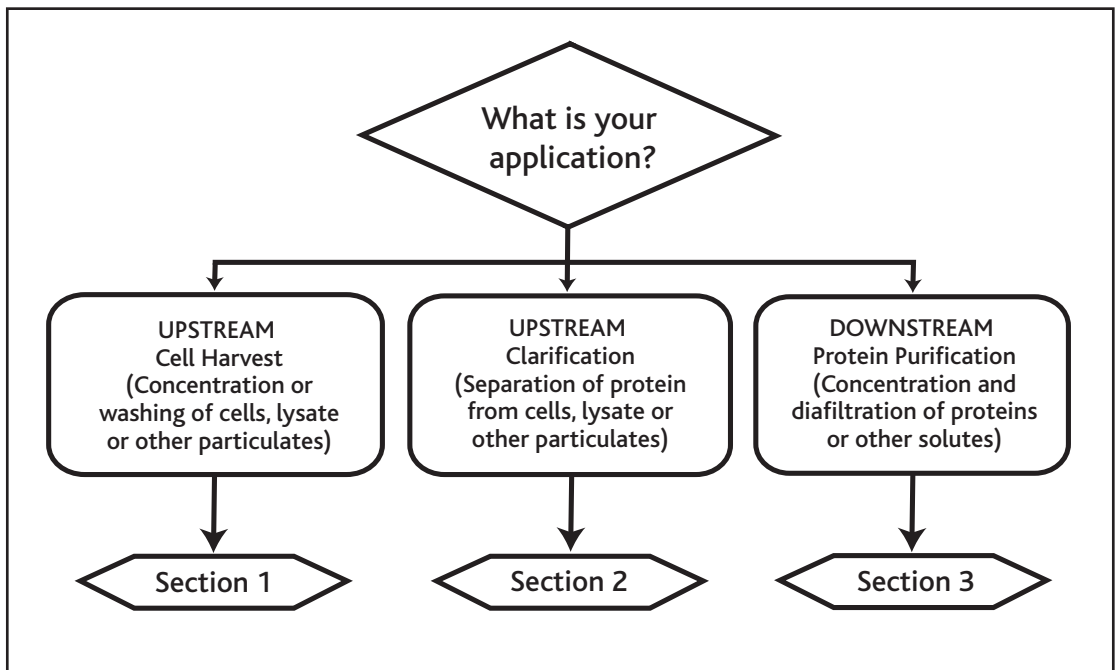 What is your
application?
UPSTREAM
Cell Harvest
(Concentration or
washing of cells, lysate
or other particulates)
UPSTREAM
Clarification
(Separation of protein
from cells, lysate or
other particulates)
DOWNSTREAM
Protein Purification
(Concentration and
diafiltration of proteins
or other solutes)
Section 1
Section 2
Section 3